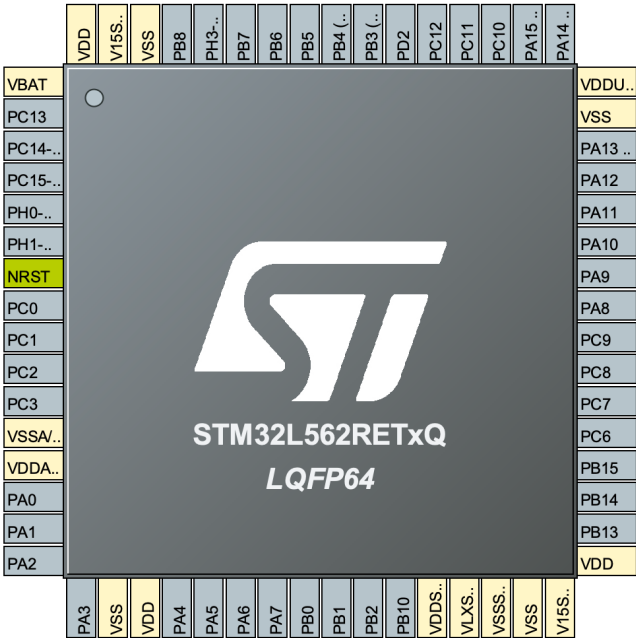 VDD
V15S..
VSS
PB8
PH3-..
PB7
PB6
PB5
PB4 (..
PB3 (..
PD2
PC12
PC11
PC10
PA15 ..
PA14 ..
VBAT
PC13
PC14-..
PC15-..
PH0-..
PH1-..
NRST
PC0
PC1
PC2
PC3
VSSA/..
VDDA..
PA0
PA1
PA2
STM32L562RETxQ
LQFP64
VDDU..
VSS
PA13 ..
PA12
PA11
PA10
PA9
PA8
PC9
PC8
PC7
PC6
PB15
PB14
PB13
VDD
PA3
VSS
VDD
PA4
PA5
PA6
PA7
PB0
PB1
PB2
PB10
VDDS..
VLXS..
VSSS..
VSS
V15S..